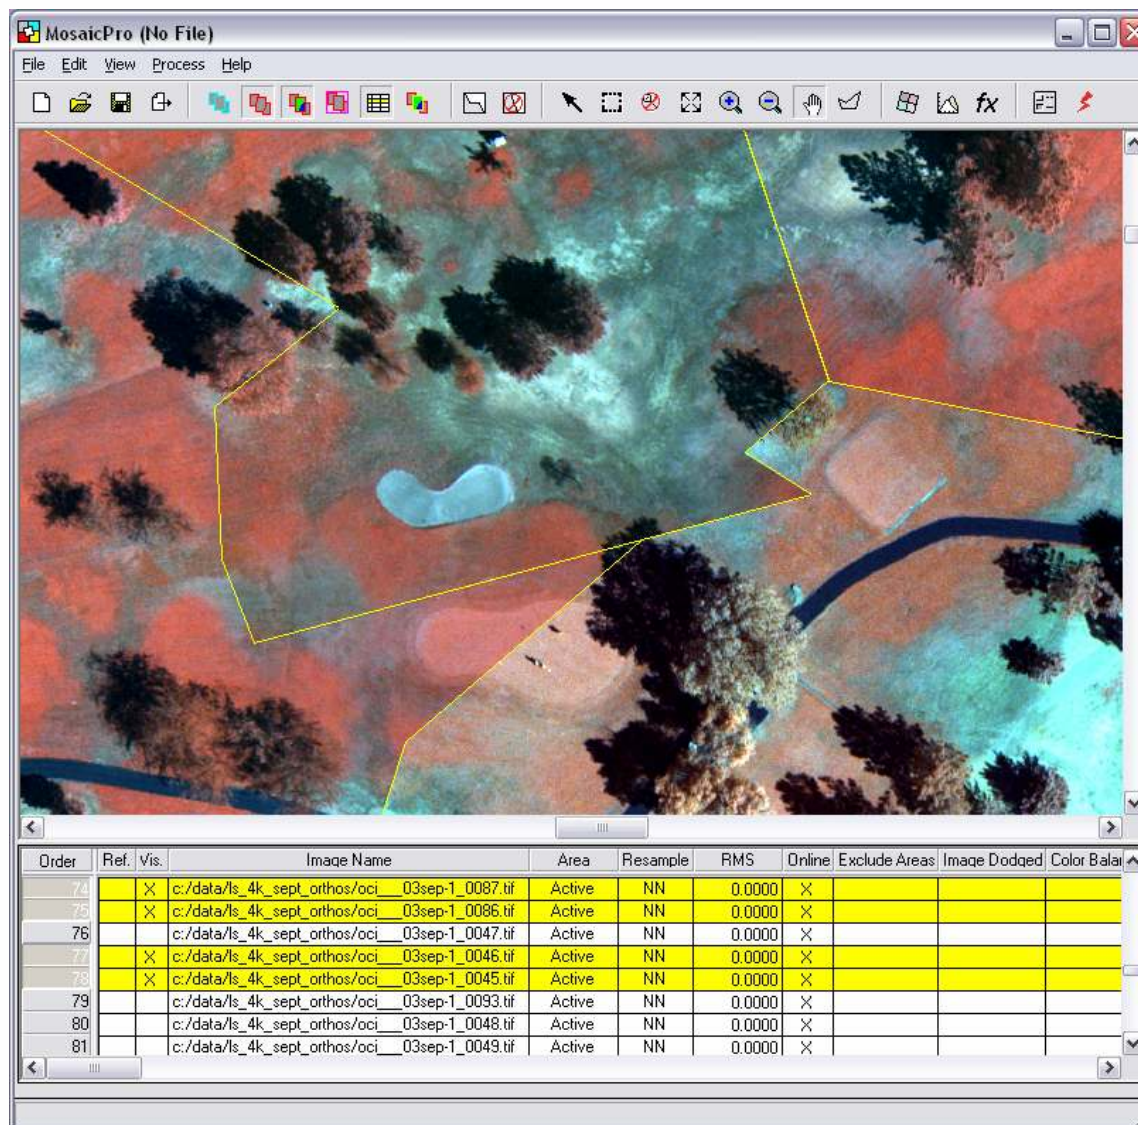 MosaicPro (No File)
File Edit View Process Help
fx
Order Ref. Vis. Image Name Area Resample RMS Online Exclude Areas Image Dodged Color Balar
74 X c:/data/ls_4k_sept_orthos/oci___03sep-1_0087.tif Active NN 0.0000 X
75 X c:/data/ls_4k_sept_orthos/oci___03sep-1_0086.tif Active NN 0.0000 X
76 c:/data/ls_4k_sept_orthos/oci___03sep-1_0047.tif Active NN 0.0000 X
77 X c:/data/ls_4k_sept_orthos/oci___03sep-1_0046.tif Active NN 0.0000 X
78 X c:/data/ls_4k_sept_orthos/oci___03sep-1_0045.tif Active NN 0.0000 X
79 c:/data/ls_4k_sept_orthos/oci___03sep-1_0093.tif Active NN 0.0000 X
80 c:/data/ls_4k_sept_orthos/oci___03sep-1_0048.tif Active NN 0.0000 X
81 c:/data/ls_4k_sept_orthos/oci___03sep-1_0049.tif Active NN 0.0000 X